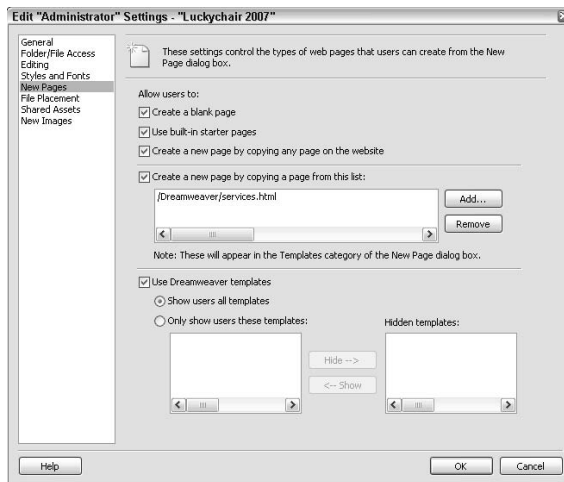 Edit "Administrator" Settings - "Luckychair 2007"
General
Folder/File Access
Editing
Styles and Fonts
New Pages
File Placement
Shared Assets
New Images
These settings control the types of web pages that users can create from the New
Page dialog box.
Allow users to:
Create a blank page
Use built-in starter pages
Create a new page by copying any page on the website
Create a new page by copying a page from this list:
/Dreamweaver/services.html
Add...
Remove
Note: These will appear in the Templates category of the New Page dialog box.
Use Dreamweaver templates
Show users all templates
Only show users these templates:
Hidden templates:
Hide -->
<-- Show
Help
OK
Cancel